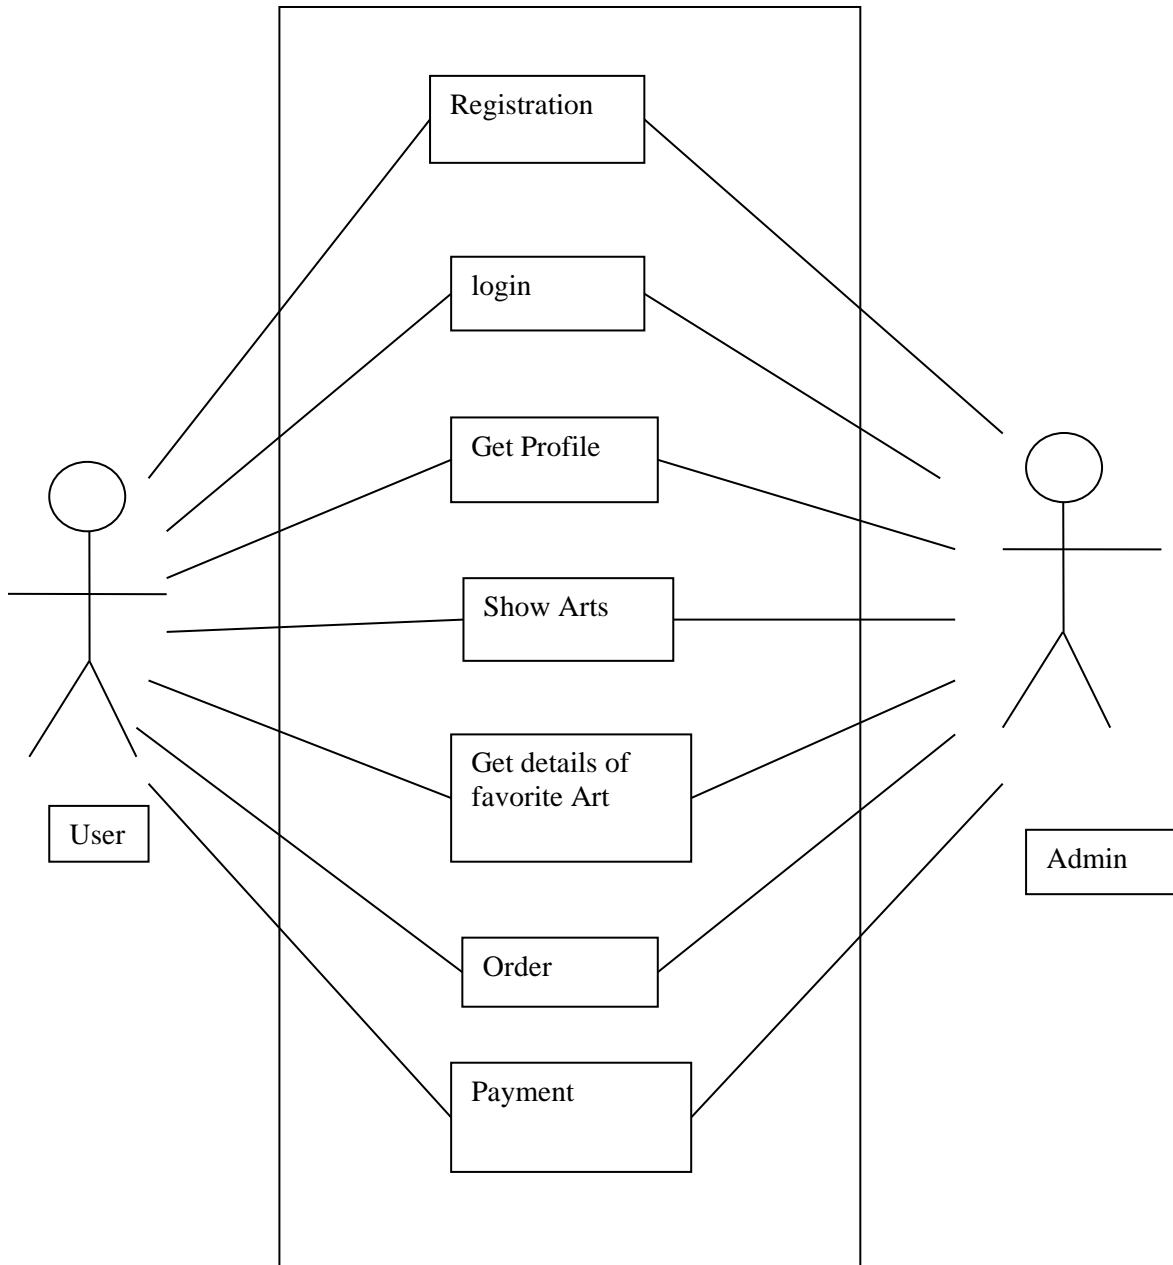 Registration
login
Get Profile
Show Arts
Get details of
favorite Art
User
Admin
Order
Payment